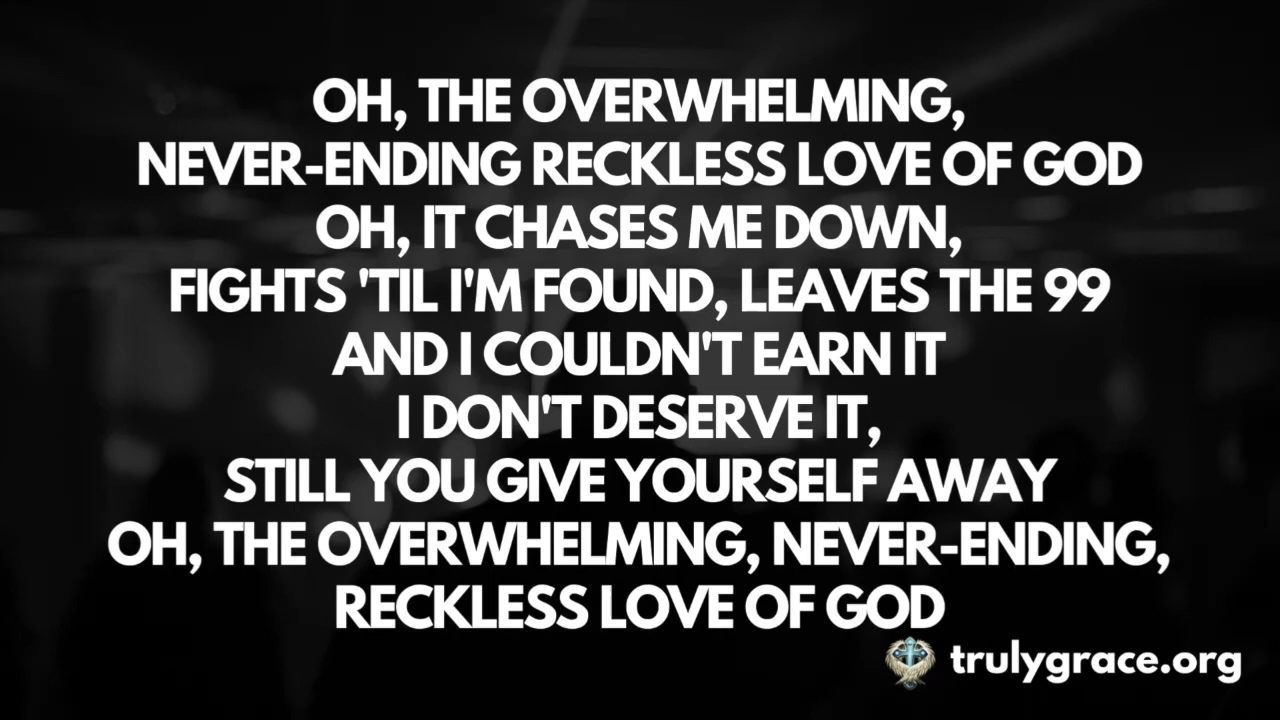 OH, THE OVERWHELMING,
NEVER-ENDING RECKLESS LOVE OF GOD
OH, IT CHASES ME DOWN,
FIGHTS 'TIL I'M FOUND, LEAVES THE 99
AND I COULDN'T EARN IT
I DON'T DESERVE IT,
STILL YOU GIVE YOURSELF AWAY
OH, THE OVERWHELMING, NEVER-ENDING,
RECKLESS LOVE OF GOD
trulygrace.org